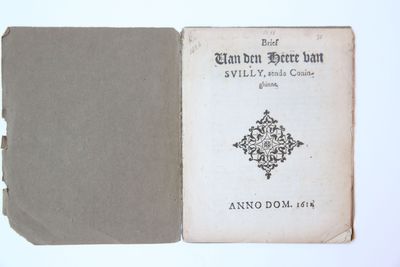 Brief
Van den Heere van
SVILLY, aende Conin-
ghinne.
ANNO DOM. 1612